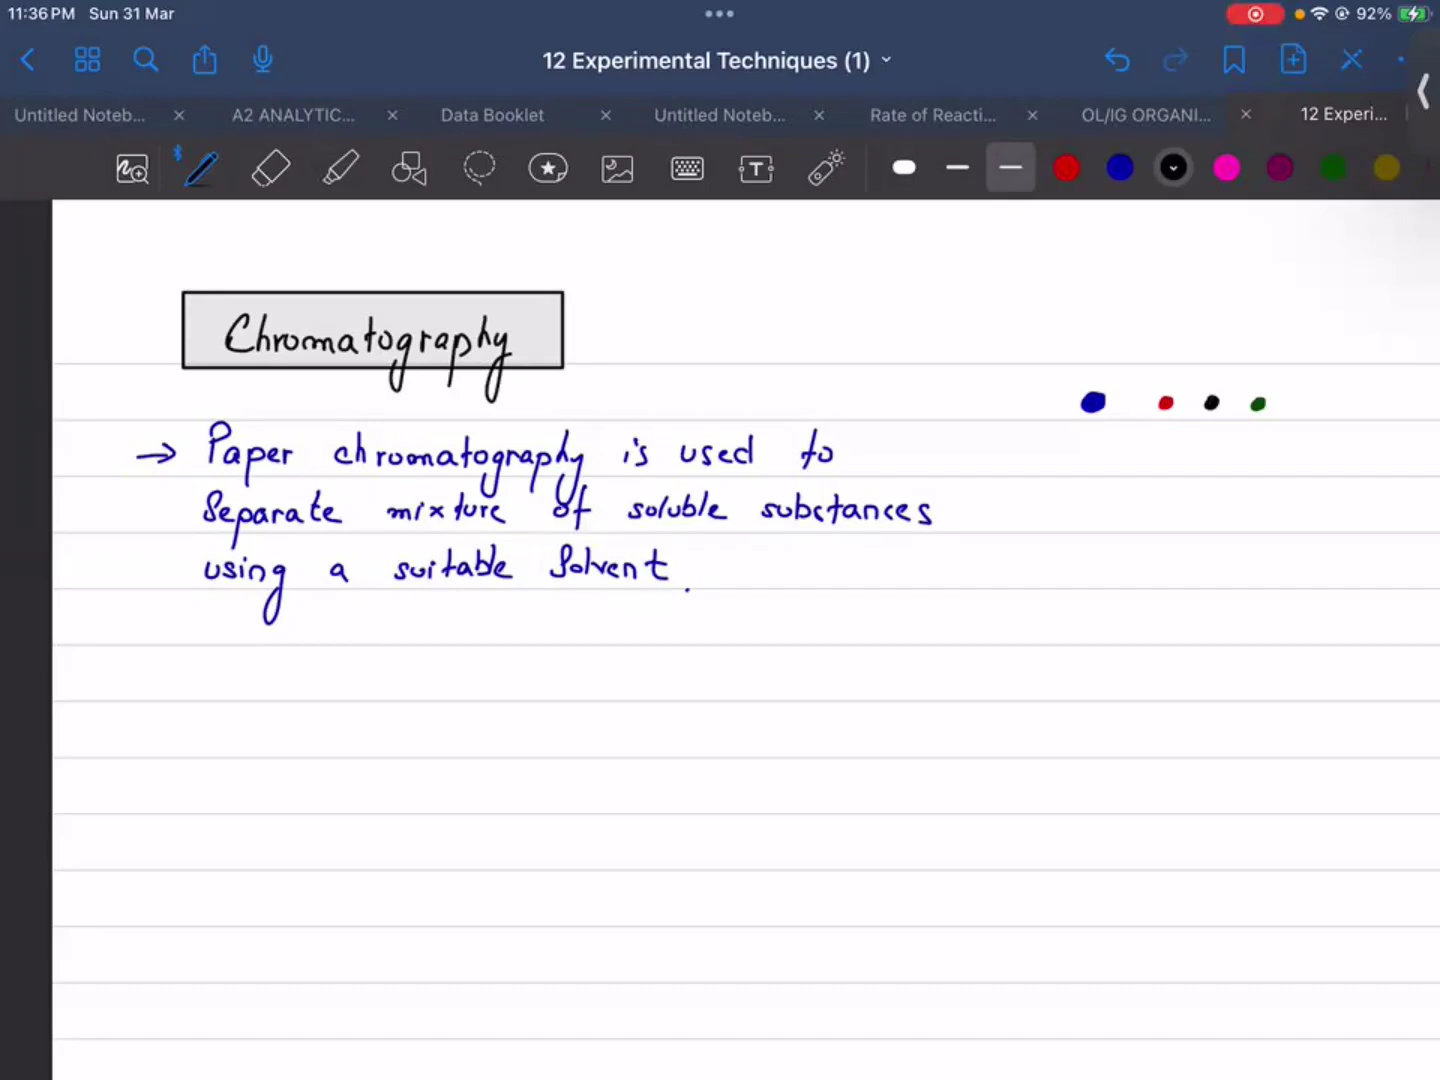 11:36 PM Sun 31 Mar
92%
12 Experimental Techniques (1)
Untitled Noteb... A2 ANALYTIC... Data Booklet Untitled Noteb... Rate of Reacti... OL/IG ORGANI... 12 Experi...
T
Chromatography
→ Paper chromatography is used to
Separate mixture of soluble substances
using a suitable Solvent.